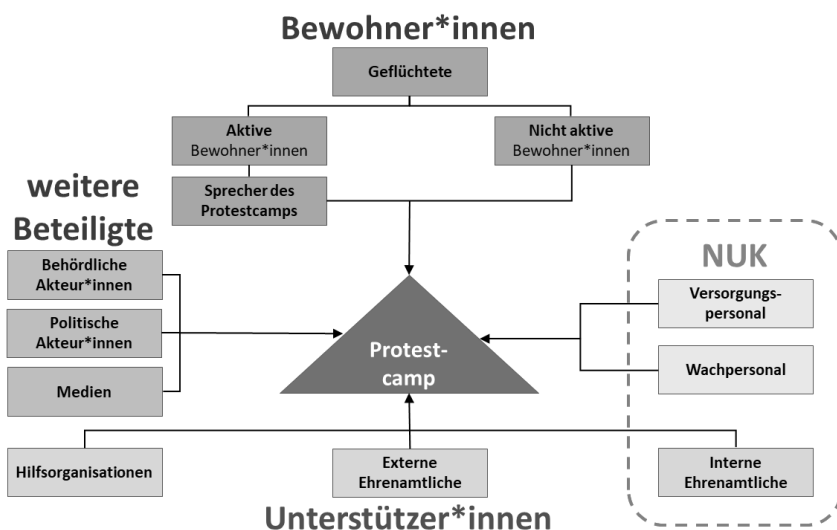 Bewohner*innen
Geflüchtete
Aktive
Bewohner*innen
Nicht aktive
Bewohner*innen
Sprecher des
Protestcamps
weitere
Beteiligte
Behördliche
Akteur*innen
Politische
Akteur*innen
Medien
Protest-
camp
NUK
Versorgungs-
personal
Wachpersonal
Hilfsorganisationen
Externe
Ehrenamtliche
Interne
Ehrenamtliche
Unterstützer*innen